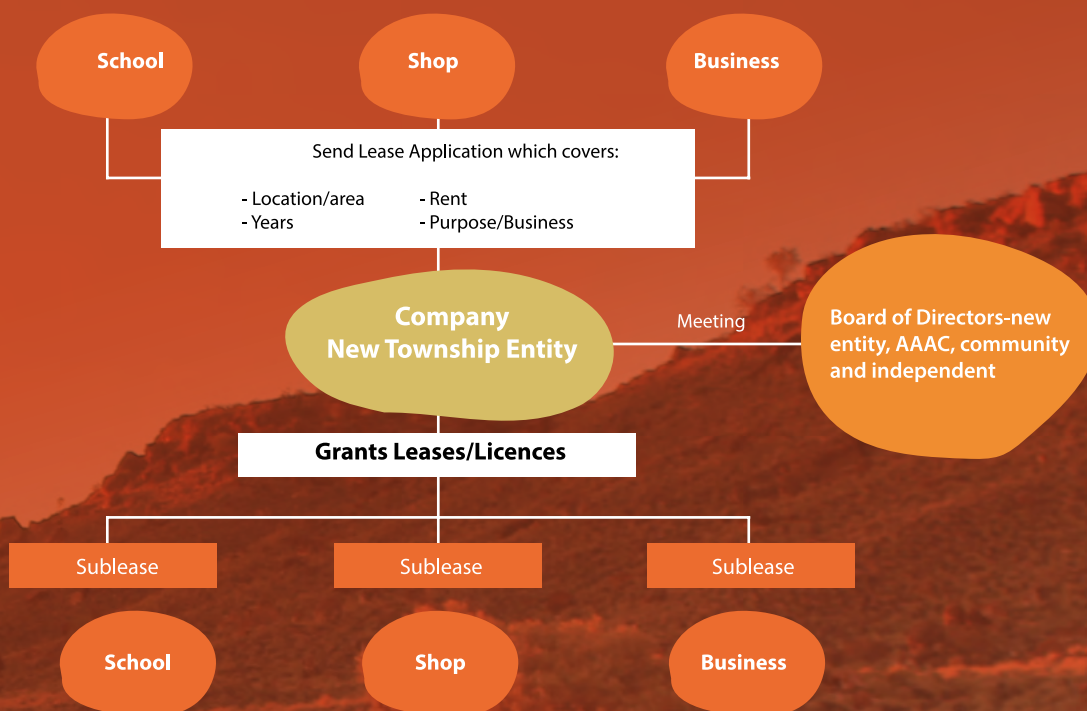 School
Shop
Business
Send Lease Application which covers:
- Location/area
- Rent
- Years
- Purpose/Business
Company
New Township Entity
Meeting
Board of Directors-new
entity, AAAC, community
and independent
Grants Leases/Licences
Sublease
Sublease
Sublease
School
Shop
Business